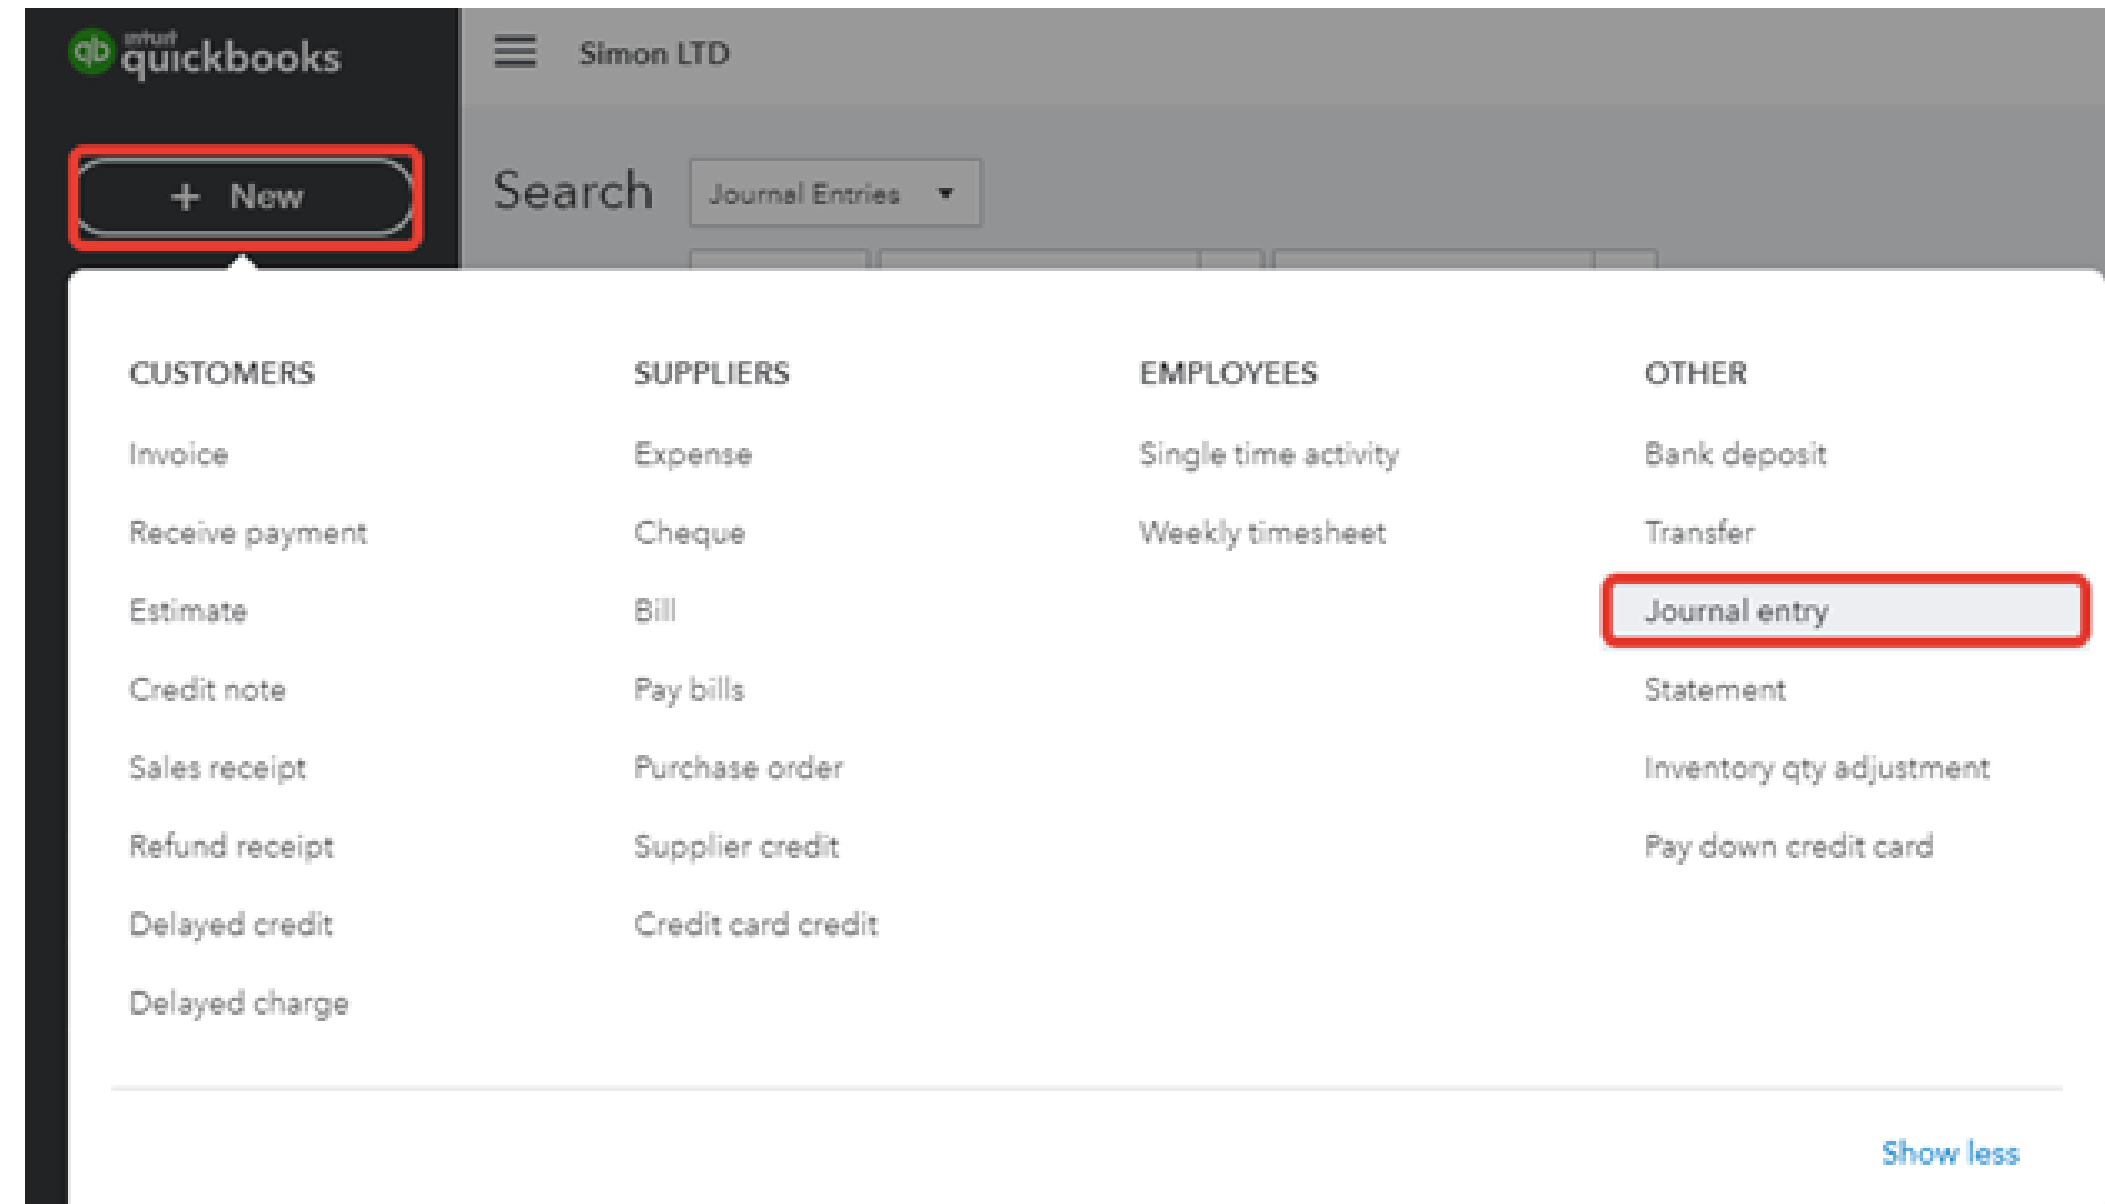 qb intuit quickbooks
Simon LTD
+ New
Search
Journal Entries
CUSTOMERS
Invoice
Receive payment
Estimate
Credit note
Sales receipt
Refund receipt
Delayed credit
Delayed charge
SUPPLIERS
Expense
Cheque
Bill
Pay bills
Purchase order
Supplier credit
Credit card credit
EMPLOYEES
Single time activity
Weekly timesheet
OTHER
Bank deposit
Transfer
Journal entry
Statement
Inventory qty adjustment
Pay down credit card
Show less